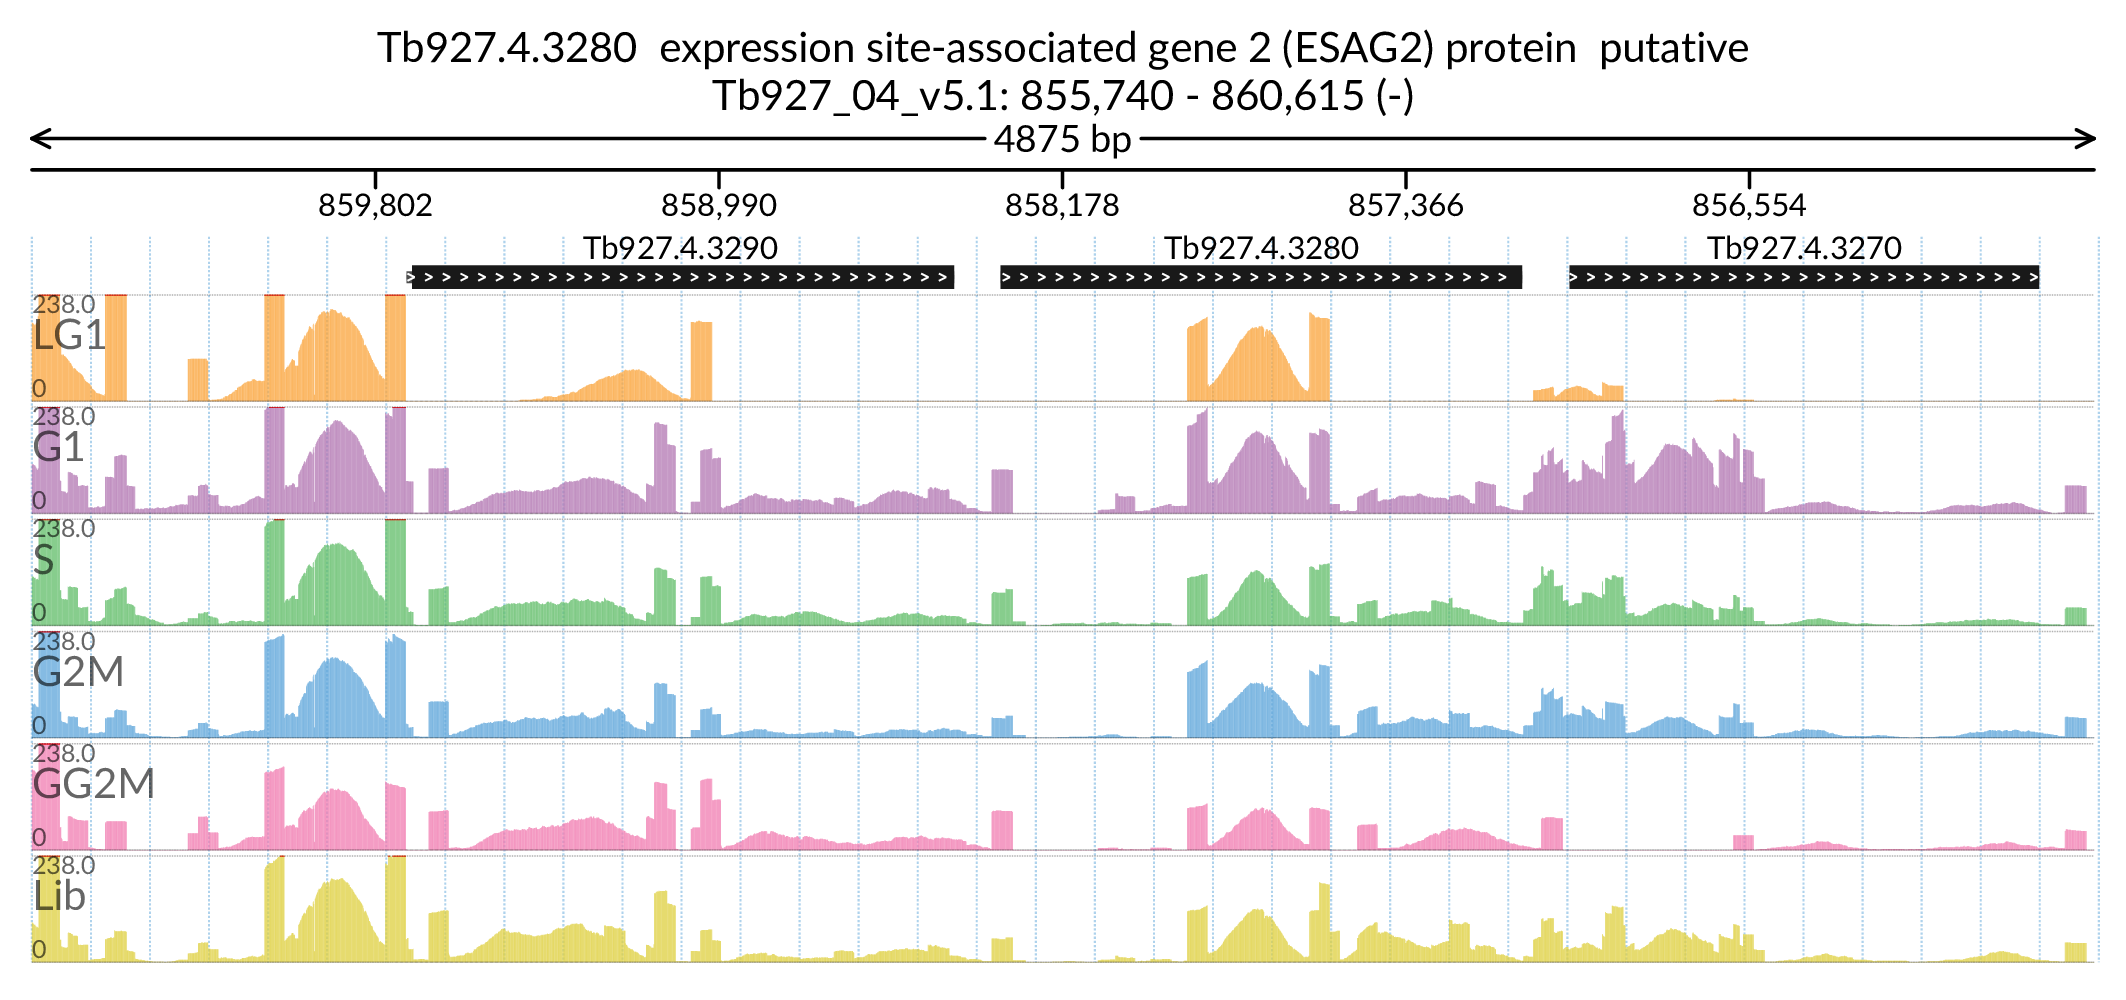 Tb927.4.3280  expression site-associated gene 2 (ESAG2) protein  putative
Tb927_04_v5.1: 855,740 - 860,615 (-)
4875 bp
859,802 858,990 858,178 857,366 856,554
Tb927.4.3290 Tb927.4.3280 Tb927.4.3270
238.0
LG1
0
238.0
G1
0
238.0
S
0
238.0
G2M
0
238.0
GG2M
0
238.0
Lib
0